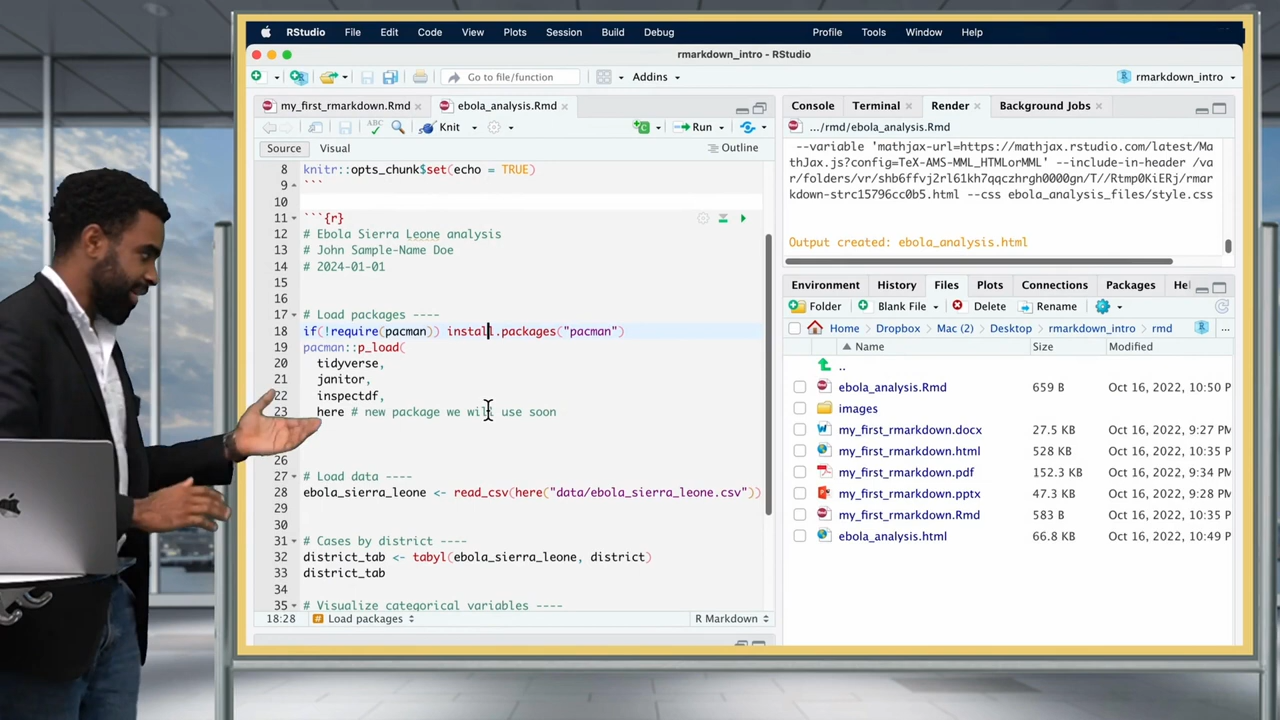 RStudio File Edit Code View Plots Session Build Debug Profile Tools Window Help
rmarkdown_intro - RStudio
Go to file/function Addins rmarkdown_intro
my_first_rmarkdown.Rmd ebola_analysis.Rmd
ABC Knit Run
Source Visual Outline
8 knitr::opts_chunk$set(echo = TRUE)
9 ```
10
11 ```{r}
12 # Ebola Sierra Leone analysis
13 # John Sample-Name Doe
14 # 2024-01-01
15
16
17 # Load packages ----
18 if(!require(pacman)) install.packages("pacman")
19 pacman::p_load(
20 tidyverse,
21 janitor,
22 inspectdf,
23 here # new package we will use soon
26
27 # Load data ----
28 ebola_sierra_leone <- read_csv(here("data/ebola_sierra_leone.csv"))
29
30
31 # Cases by district ----
32 district_tab <- tabyl(ebola_sierra_leone, district)
33 district_tab
34
35 # Visualize categorical variables ----
18:28 # Load packages R Markdown
Console Terminal Render Background Jobs
.../rmd/ebola_analysis.Rmd
--variable 'mathjax-url=https://mathjax.rstudio.com/latest/Ma
thJax.js?config=TeX-AMS-MML_HTMLorMML' --include-in-header /va
r/folders/vr/shb6ffvj2rl61kh7qqczhrgh0000gn/T//Rtmp0KiERj/rmar
kdown-strc15796cc0b5.html --css ebola_analysis_files/style.css
Output created: ebola_analysis.html
Environment History Files Plots Connections Packages He
Folder Blank File Delete Rename
Home Dropbox Mac (2) Desktop rmarkdown_intro rmd ...
Name Size Modified
..
ebola_analysis.Rmd 659 B Oct 16, 2022, 10:50 P
images
my_first_rmarkdown.docx 27.5 KB Oct 16, 2022, 9:27 PM
my_first_rmarkdown.html 528 KB Oct 16, 2022, 10:35 P
my_first_rmarkdown.pdf 152.3 KB Oct 16, 2022, 9:34 PM
my_first_rmarkdown.pptx 47.3 KB Oct 16, 2022, 9:28 PM
my_first_rmarkdown.Rmd 583 B Oct 16, 2022, 10:35 P
ebola_analysis.html 66.8 KB Oct 16, 2022, 10:49 P